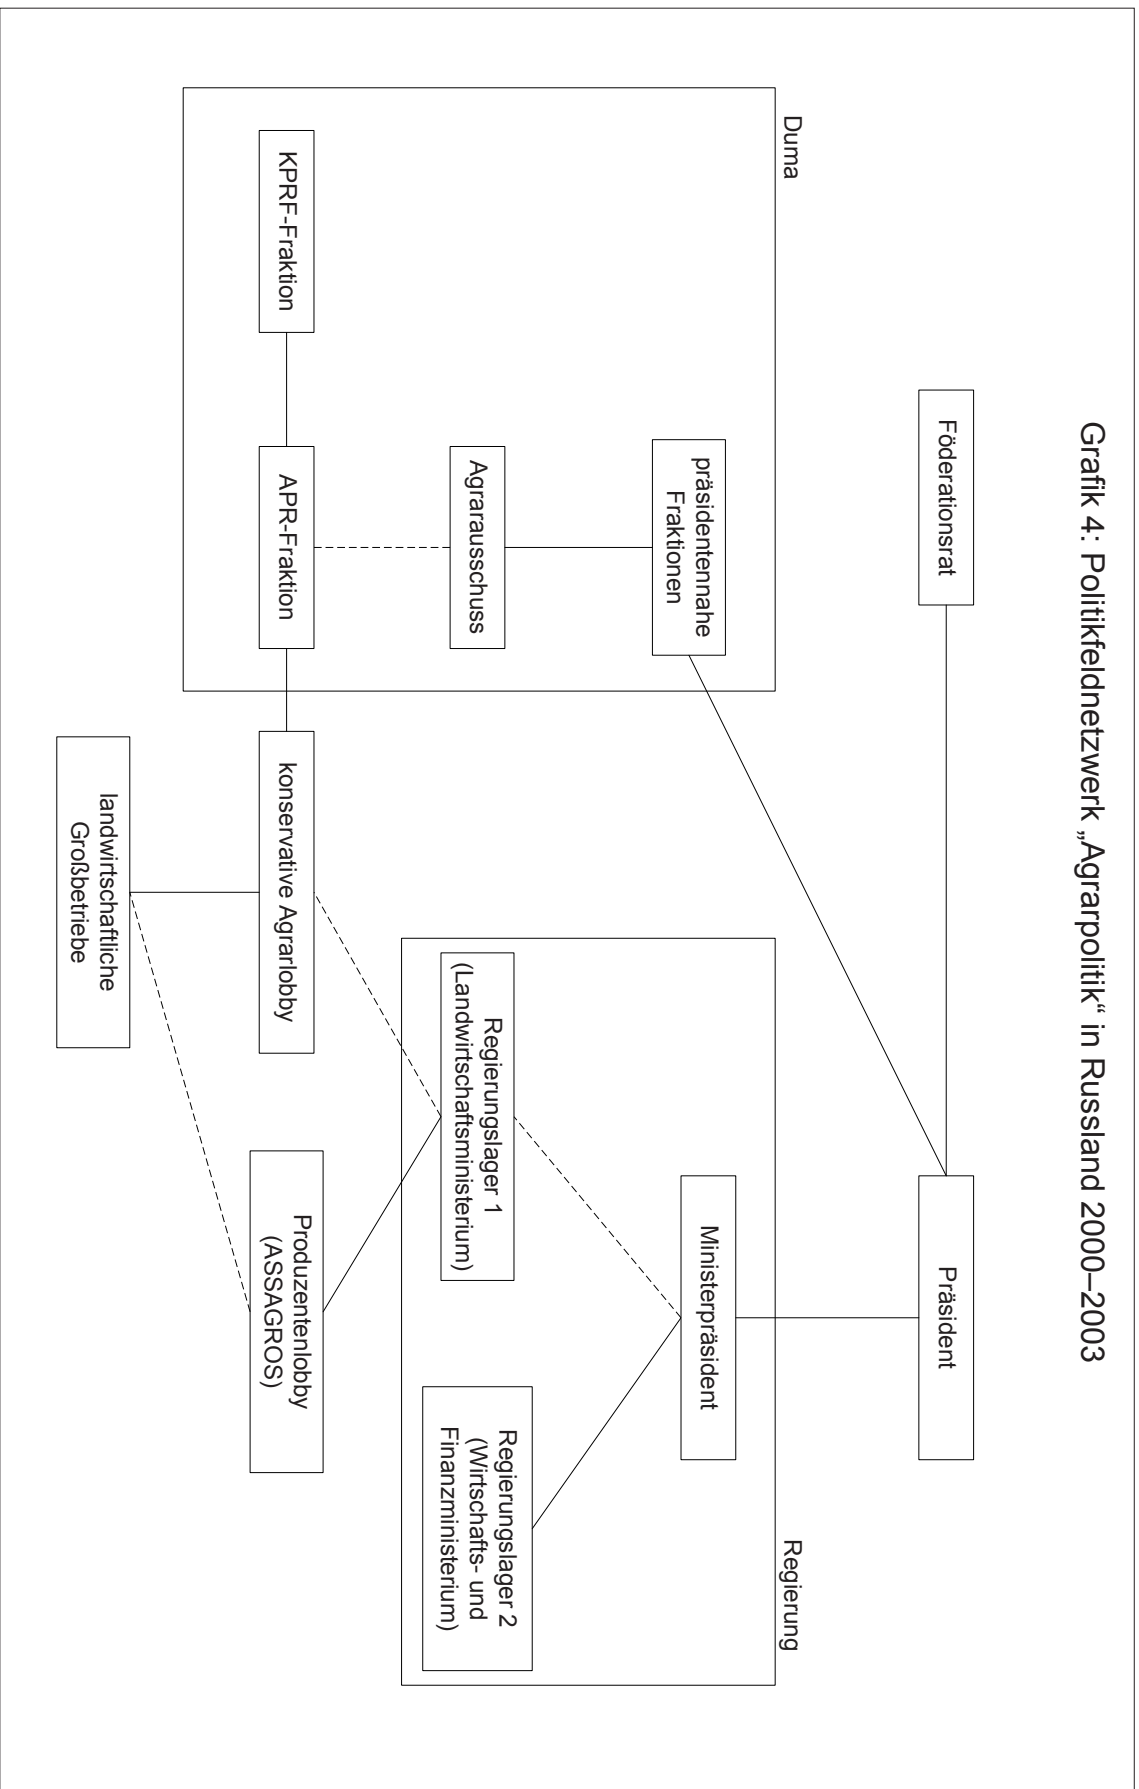 Grafik 4: Politikfeldnetzwerk „Agrarpolitik“ in Russland 2000–2003
Föderationsrat
Präsident
Duma
Regierung
präsidentennahe
Fraktionen
Ministerpräsident
Agrarausschuss
Regierungslager 1
(Landwirtschaftsministerium)
Regierungslager 2
(Wirtschafts- und
Finanzministerium)
KPRF-Fraktion
APR-Fraktion
konservative Agrarlobby
Produzentenlobby
(ASSAGROS)
landwirtschaftliche
Großbetriebe